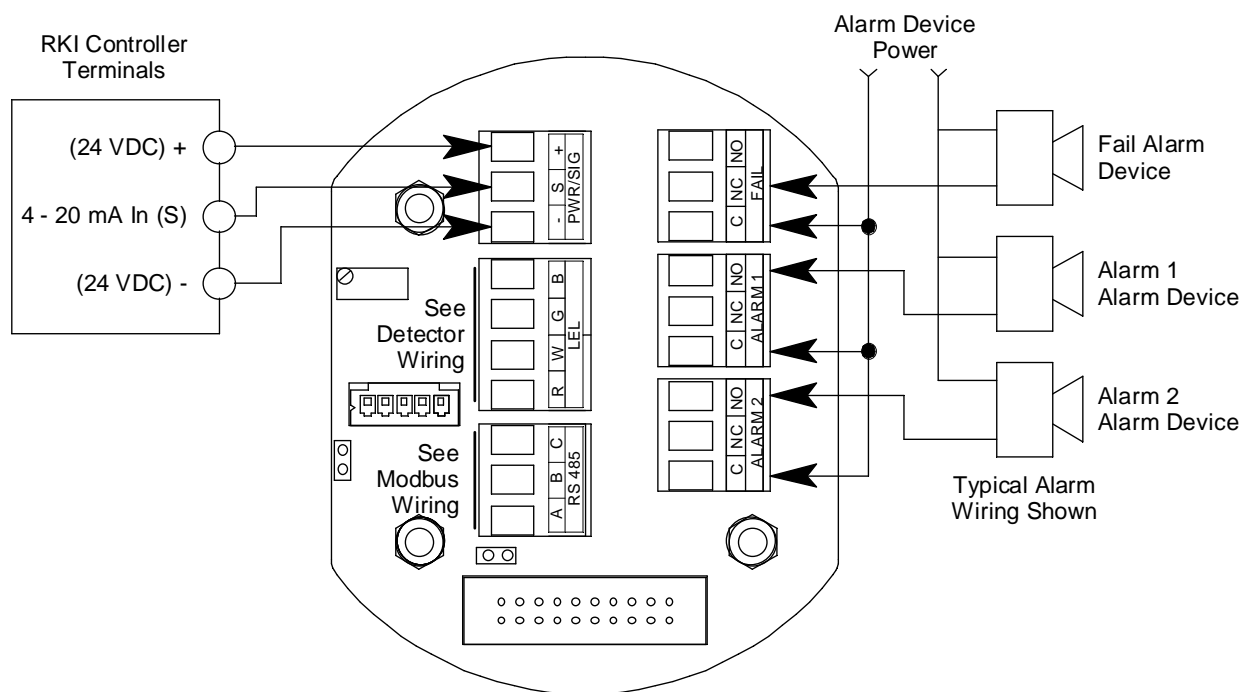 RKI Controller
Terminals
(24 VDC) +
4 - 20 mA In (S)
(24 VDC) -
+
S
-
PWR/SIG
See
Detector
Wiring
B
G
W
R
LEL
See
Modbus
Wiring
C
B
A
RS 485
NO
NC
C
FAIL
NO
NC
C
ALARM 1
NO
NC
C
ALARM 2
Alarm Device
Power
Fail Alarm
Device
Alarm 1
Alarm Device
Alarm 2
Alarm Device
Typical Alarm
Wiring Shown